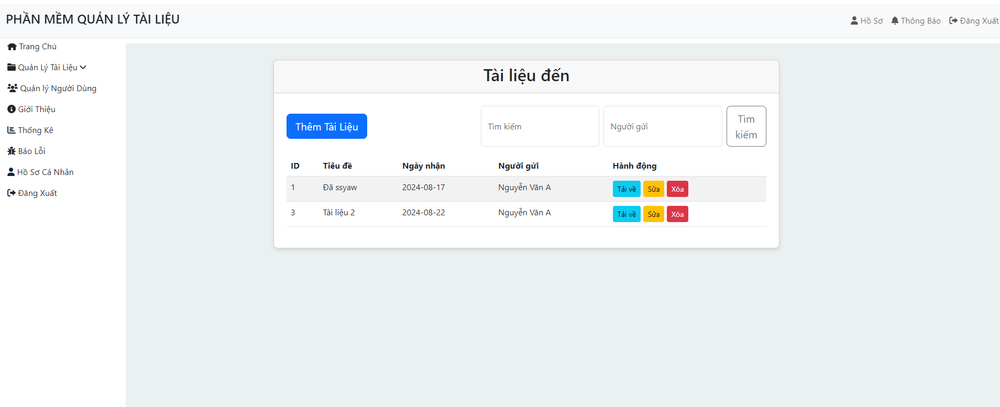 PHẦN MỀM QUẢN LÝ TÀI LIỆU
Hồ Sơ Thông Báo Đăng Xuất
Trang Chủ
Quản Lý Tài Liệu
Quản lý Người Dùng
Giới Thiệu
Thống Kê
Báo Lỗi
Hồ Sơ Cá Nhân
Đăng Xuất
Tài liệu đến
Thêm Tài Liệu
Tìm kiếm
Người gửi
Tìm
kiếm
ID Tiêu đề Ngày nhận Người gửi Hành động
1 Đã ssyaw 2024-08-17 Nguyễn Văn A Tải về Sửa Xóa
3 Tài liệu 2 2024-08-22 Nguyễn Văn A Tải về Sửa Xóa